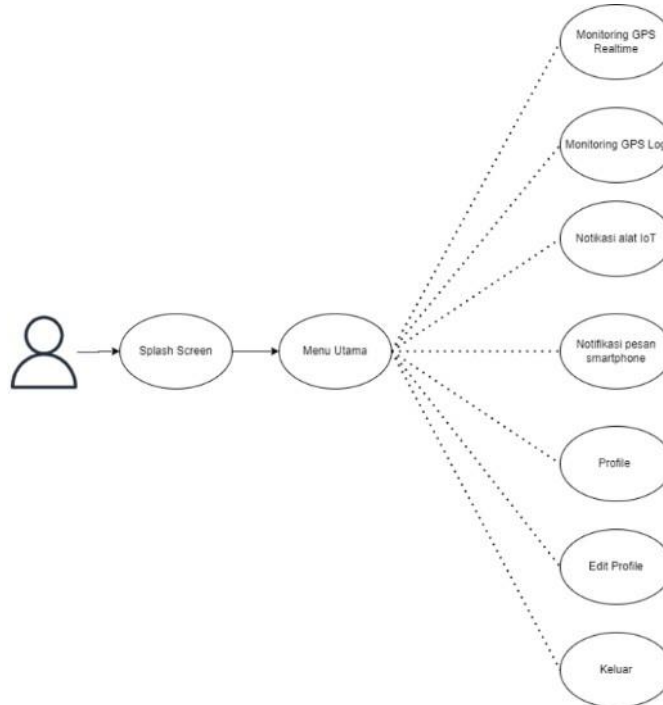 Monitoring GPS
Realtime
Monitoring GPS Log
Notikasi alat IoT
Splash Screen
Menu Utama
Notifikasi pesan
smartphone
Profile
Edit Profile
Keluar